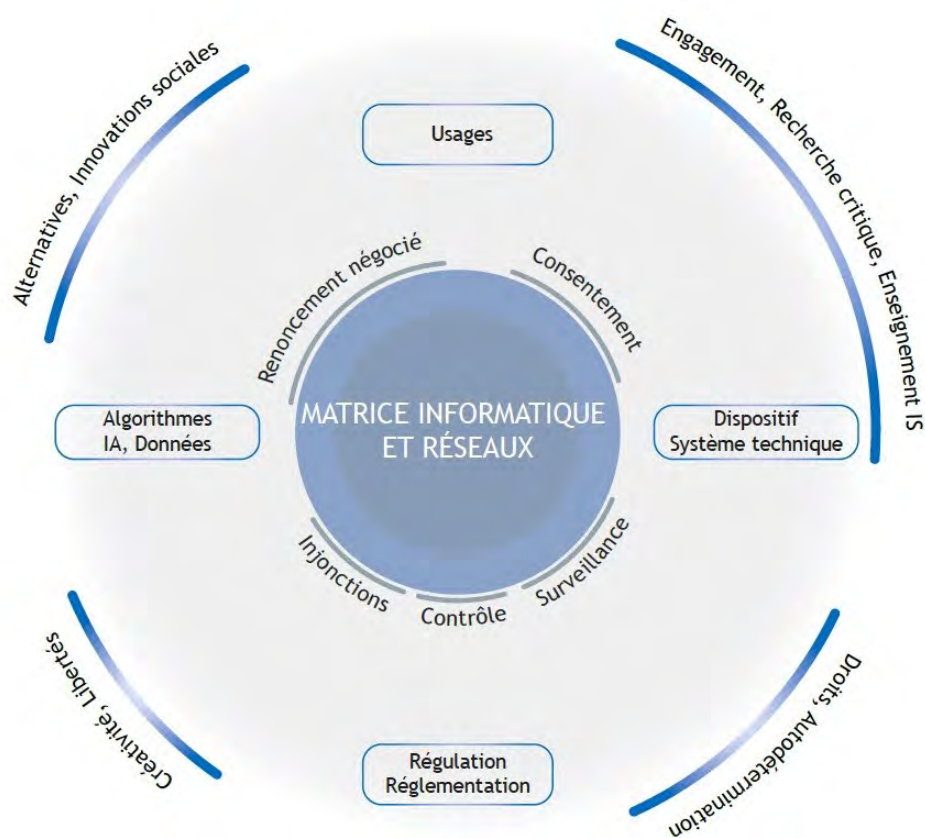 Alternatives, Innovations sociales
Engagement, Recherche critique, Enseignement IS
Usages
Renoncement négocié
Consentement
Algorithmes
IA, Données
MATRICE INFORMATIQUE
ET RÉSEAUX
Dispositif
Système technique
Injonctions
Contrôle
Surveillance
Créativité, Libertés
Droits, Autodétermination
Régulation
Réglementation